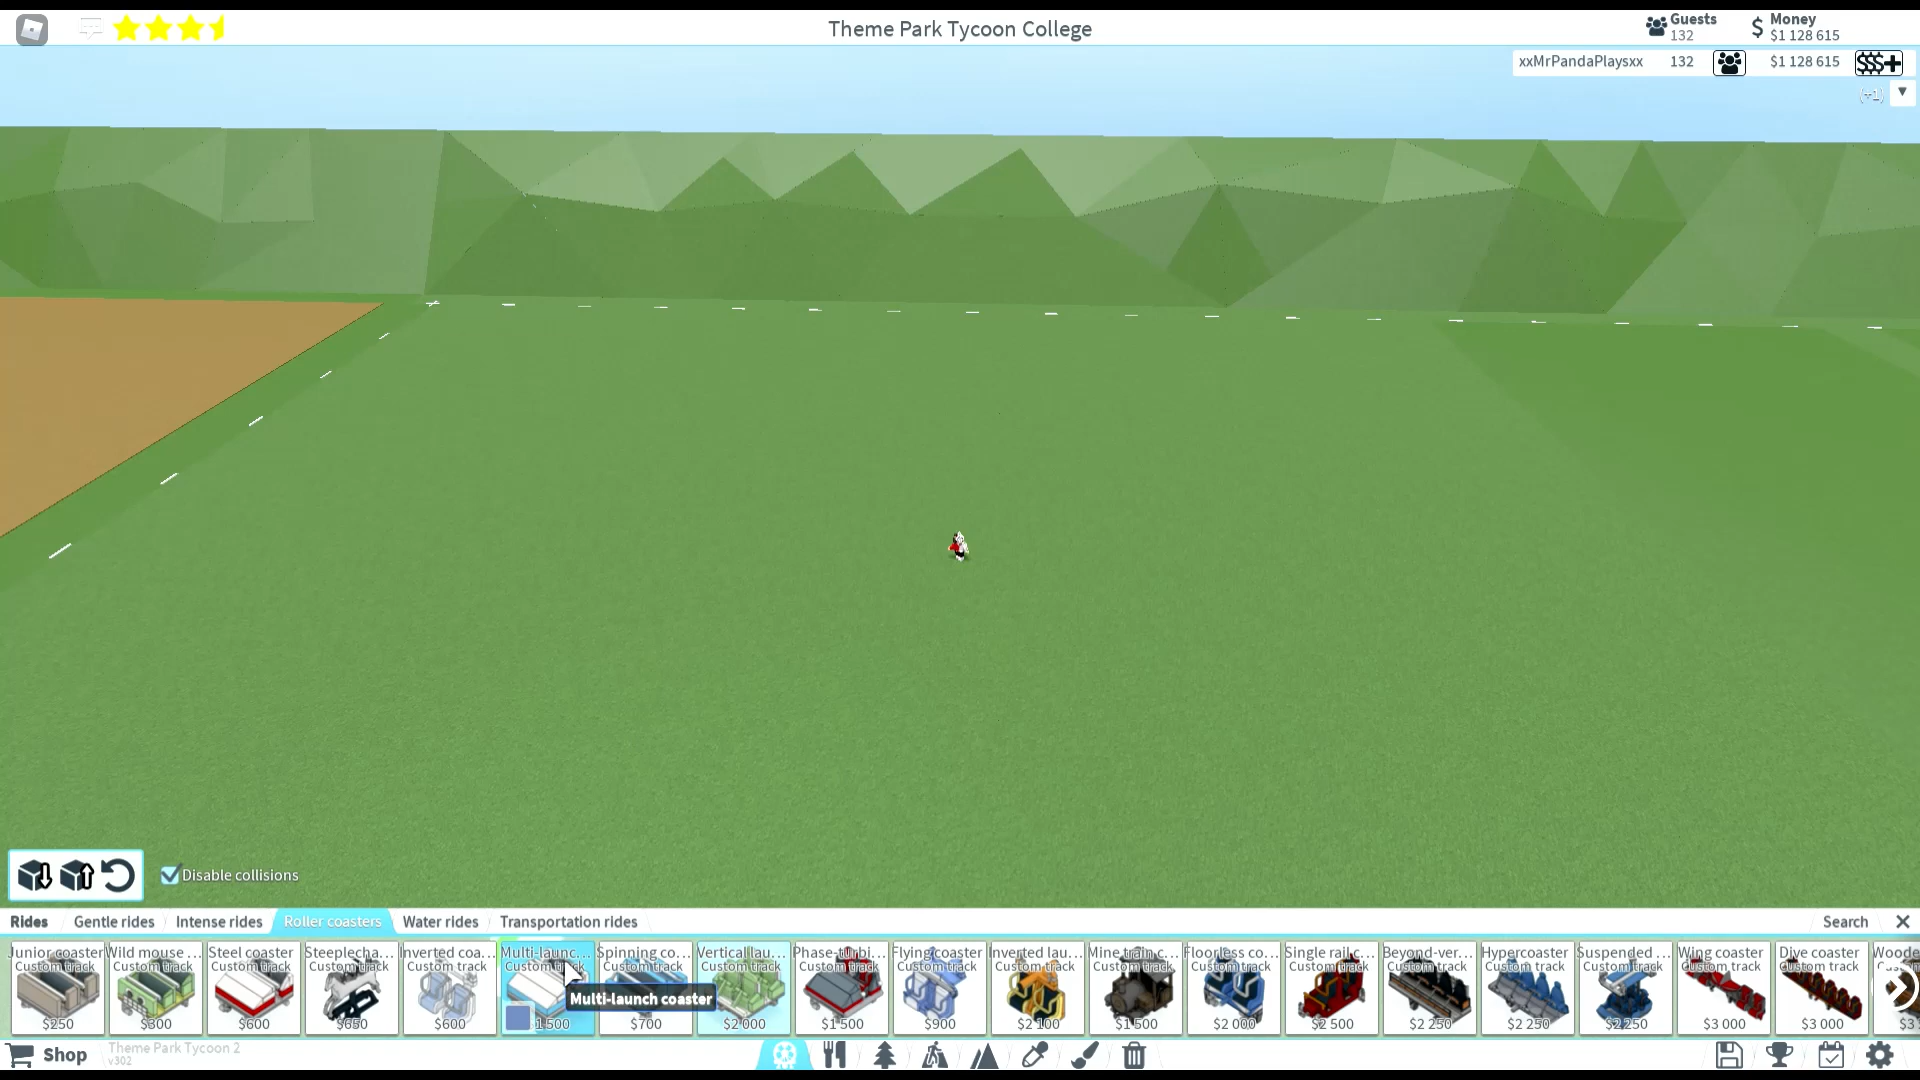 Theme Park Tycoon College
Guests
132
Money
$1 128 615
xxMrPandaPlaysxx 132 $1 128 615 $$$+
(+1)
Disable collisions
Rides Gentle rides Intense rides Roller coasters Water rides Transportation rides Search
Junior coaster Wild mouse ... Steel coaster Steeplecha... Inverted coa... Multi-launc... Spinning co... Vertical lau... Phase-turbi... Flying coaster Inverted lau... Mine train c... Floorless co... Single rail c... Beyond-ver... Hypercoaster Suspended ... Wing coaster Dive coaster Woode
Custom track Custom track Custom track Custom track Custom track Custom track Custom track Custom track Custom track Custom track Custom track Custom track Custom track Custom track Custom track Custom track Custom track Custom track Custom track
Multi-launch coaster
$250 $300 $600 $650 $600 1 500 $700 $2 000 $1 500 $900 $2 100 $1 500 $2 000 $2 500 $2 250 $2 250 $2 250 $3 000 $3 000
Shop
Theme Park Tycoon 2
v302